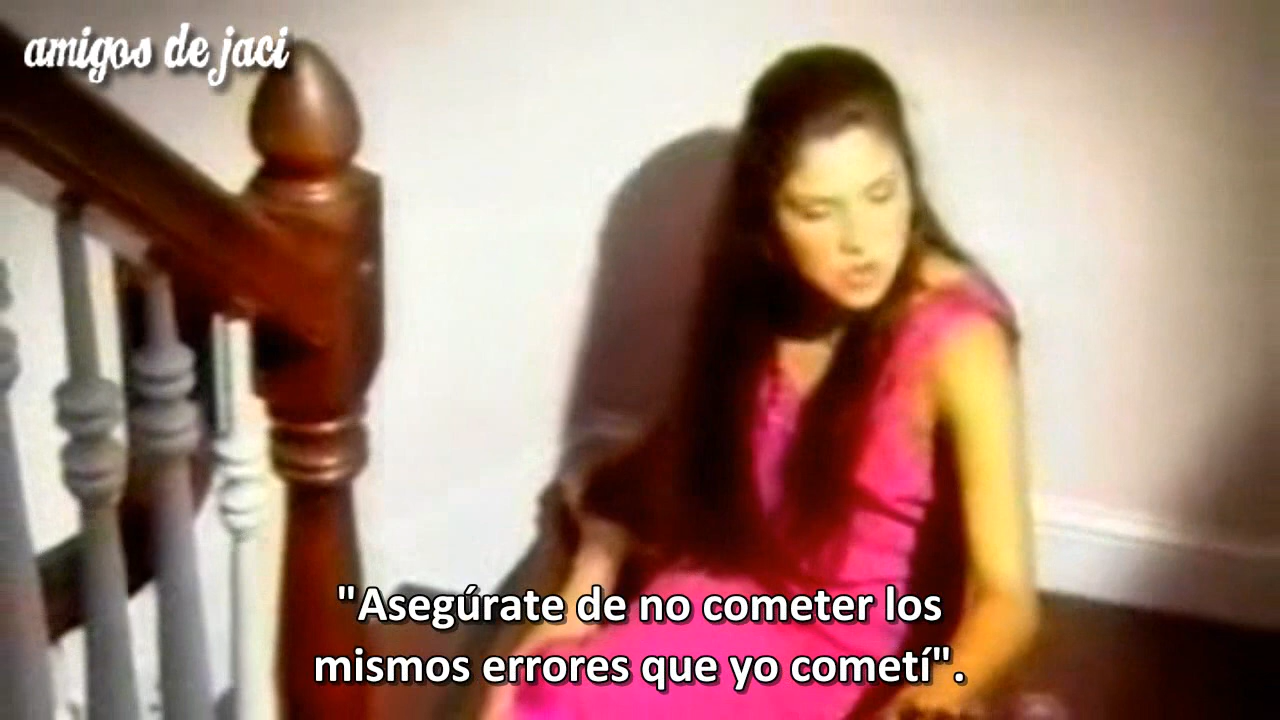 amigos de jaci
"Asegúrate de no cometer los
mismos errores que yo cometí".